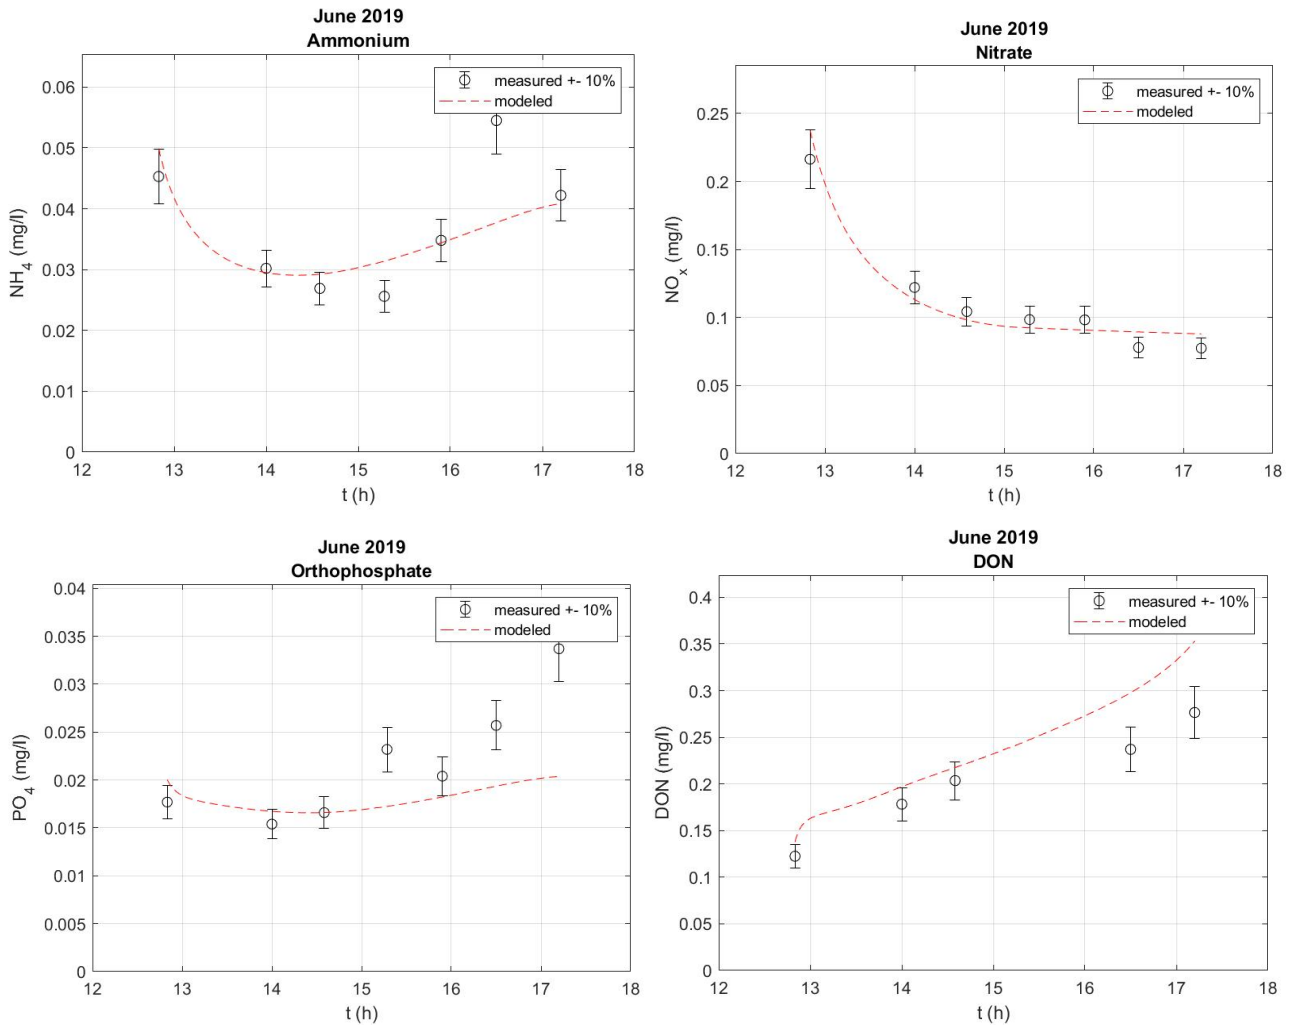 June 2019
Ammonium
measured +- 10%
modeled
0.06
0.05
0.04
0.03
0.02
0.01
0
NH4 (mg/l)
12 13 14 15 16 17 18
t (h)
June 2019
Nitrate
measured +- 10%
modeled
0.25
0.2
0.15
0.1
0.05
0
NOx (mg/l)
12 13 14 15 16 17 18
t (h)
June 2019
Orthophosphate
measured +- 10%
modeled
0.04
0.035
0.03
0.025
0.02
0.015
0.01
0.005
0
PO4 (mg/l)
12 13 14 15 16 17 18
t (h)
June 2019
DON
measured +- 10%
modeled
0.4
0.35
0.3
0.25
0.2
0.15
0.1
0.05
0
DON (mg/l)
12 13 14 15 16 17 18
t (h)